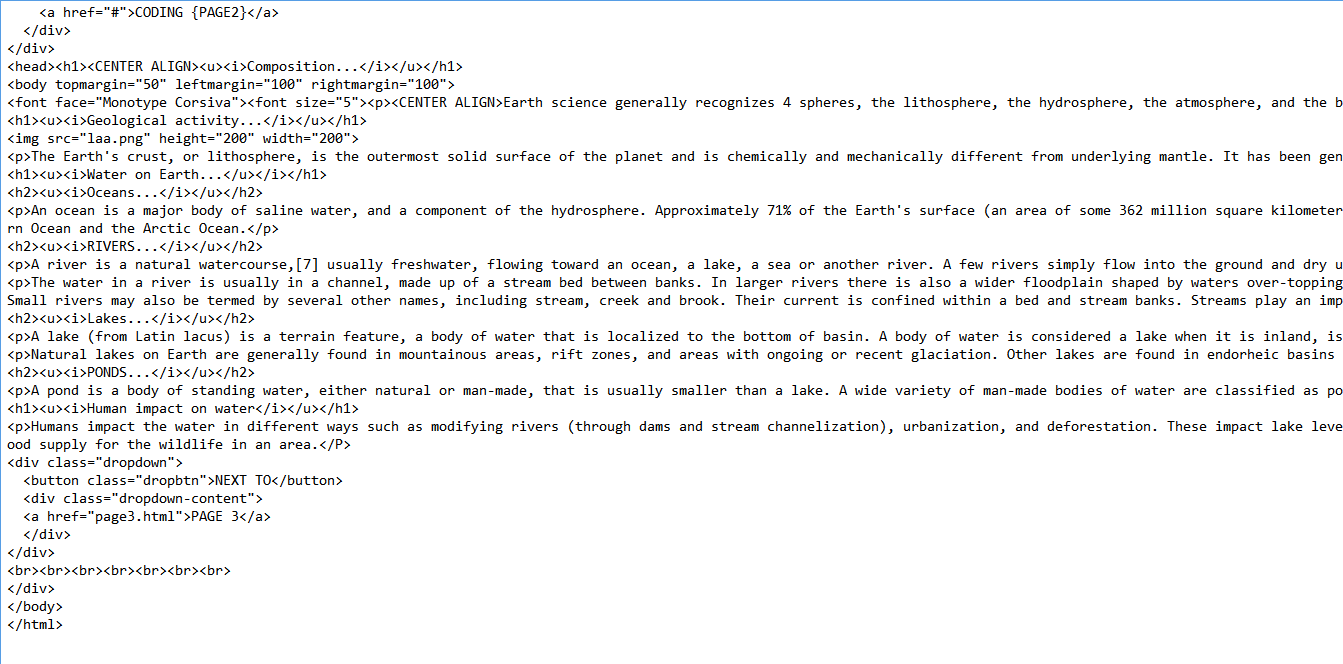 <a href="#">CODING {PAGE2}</a>
  </div>
</div>
<head><h1><CENTER ALIGN><u><i>Composition...</i></u></h1>
<body topmargin="50" leftmargin="100" rightmargin="100">
<font face="Monotype Corsiva"><font size="5"><p><CENTER ALIGN>Earth science generally recognizes 4 spheres, the lithosphere, the hydrosphere, the atmosphere, and the b
<h1><u><i>Geological activity...</i></u></h1>
<img src="laa.png" height="200" width="200">
<p>The Earth's crust, or lithosphere, is the outermost solid surface of the planet and is chemically and mechanically different from underlying mantle. It has been gen
<h1><u><i>Water on Earth...</u></i></h1>
<h2><u><i>Oceans...</i></u></h2>
<p>An ocean is a major body of saline water, and a component of the hydrosphere. Approximately 71% of the Earth's surface (an area of some 362 million square kilometer
rn Ocean and the Arctic Ocean.</p>
<h2><u><i>RIVERS...</i></u></h2>
<p>A river is a natural watercourse,[7] usually freshwater, flowing toward an ocean, a lake, a sea or another river. A few rivers simply flow into the ground and dry u
<p>The water in a river is usually in a channel, made up of a stream bed between banks. In larger rivers there is also a wider floodplain shaped by waters over-topping
Small rivers may also be termed by several other names, including stream, creek and brook. Their current is confined within a bed and stream banks. Streams play an imp
<h2><u><i>Lakes...</i></u></h2>
<p>A lake (from Latin lacus) is a terrain feature, a body of water that is localized to the bottom of basin. A body of water is considered a lake when it is inland, is
<p>Natural lakes on Earth are generally found in mountainous areas, rift zones, and areas with ongoing or recent glaciation. Other lakes are found in endorheic basins
<h2><u><i>PONDS...</i></u></h2>
<p>A pond is a body of standing water, either natural or man-made, that is usually smaller than a lake. A wide variety of man-made bodies of water are classified as po
<h1><u><i>Human impact on water</i></u></h1>
<p>Humans impact the water in different ways such as modifying rivers (through dams and stream channelization), urbanization, and deforestation. These impact lake leve
ood supply for the wildlife in an area.</P>
<div class="dropdown">
  <button class="dropbtn">NEXT TO</button>
  <div class="dropdown-content">
  <a href="page3.html">PAGE 3</a>
  </div>
</div>
<br><br><br><br><br><br><br>
</div>
</body>
</html>